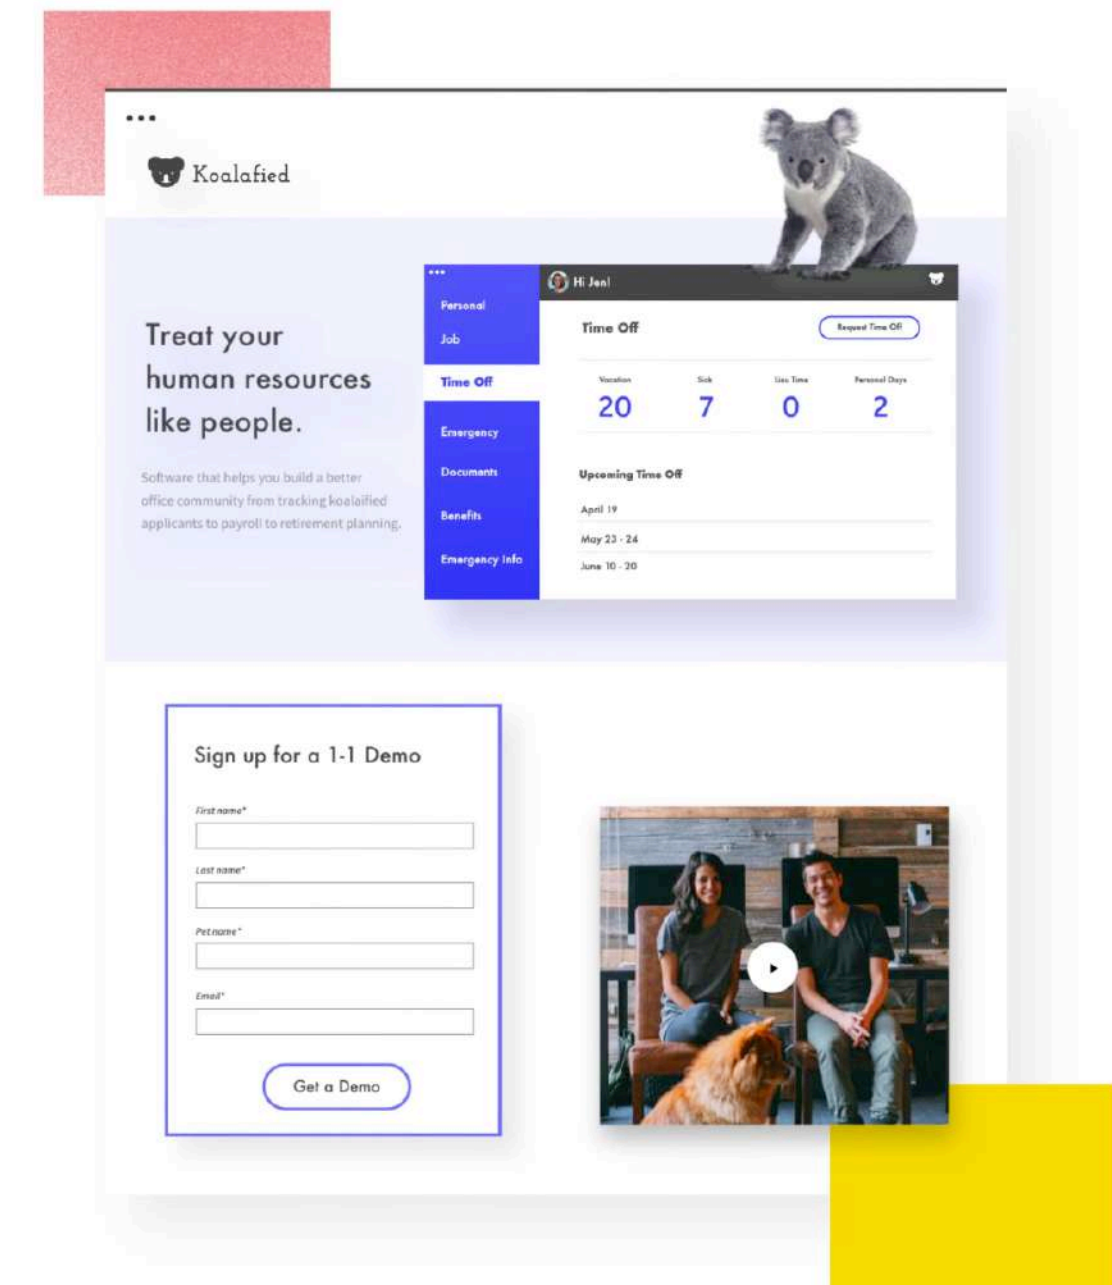 Koalafied
Treat your
human resources
like people.
Software that helps you build a better
office community from tracking koalaified
applicants to payroll to retirement planning.
Personal
Job
Time Off
Emergency
Documents
Benefits
Emergency Info
Hi Jen!
Time Off
Request Time Off
Vacation Sick Lieu Time Personal Days
20 7 0 2
Upcoming Time Off
April 19
May 23 - 24
June 10 - 20
Sign up for a 1-1 Demo
First name*
Last name*
Pet name*
Email*
Get a Demo